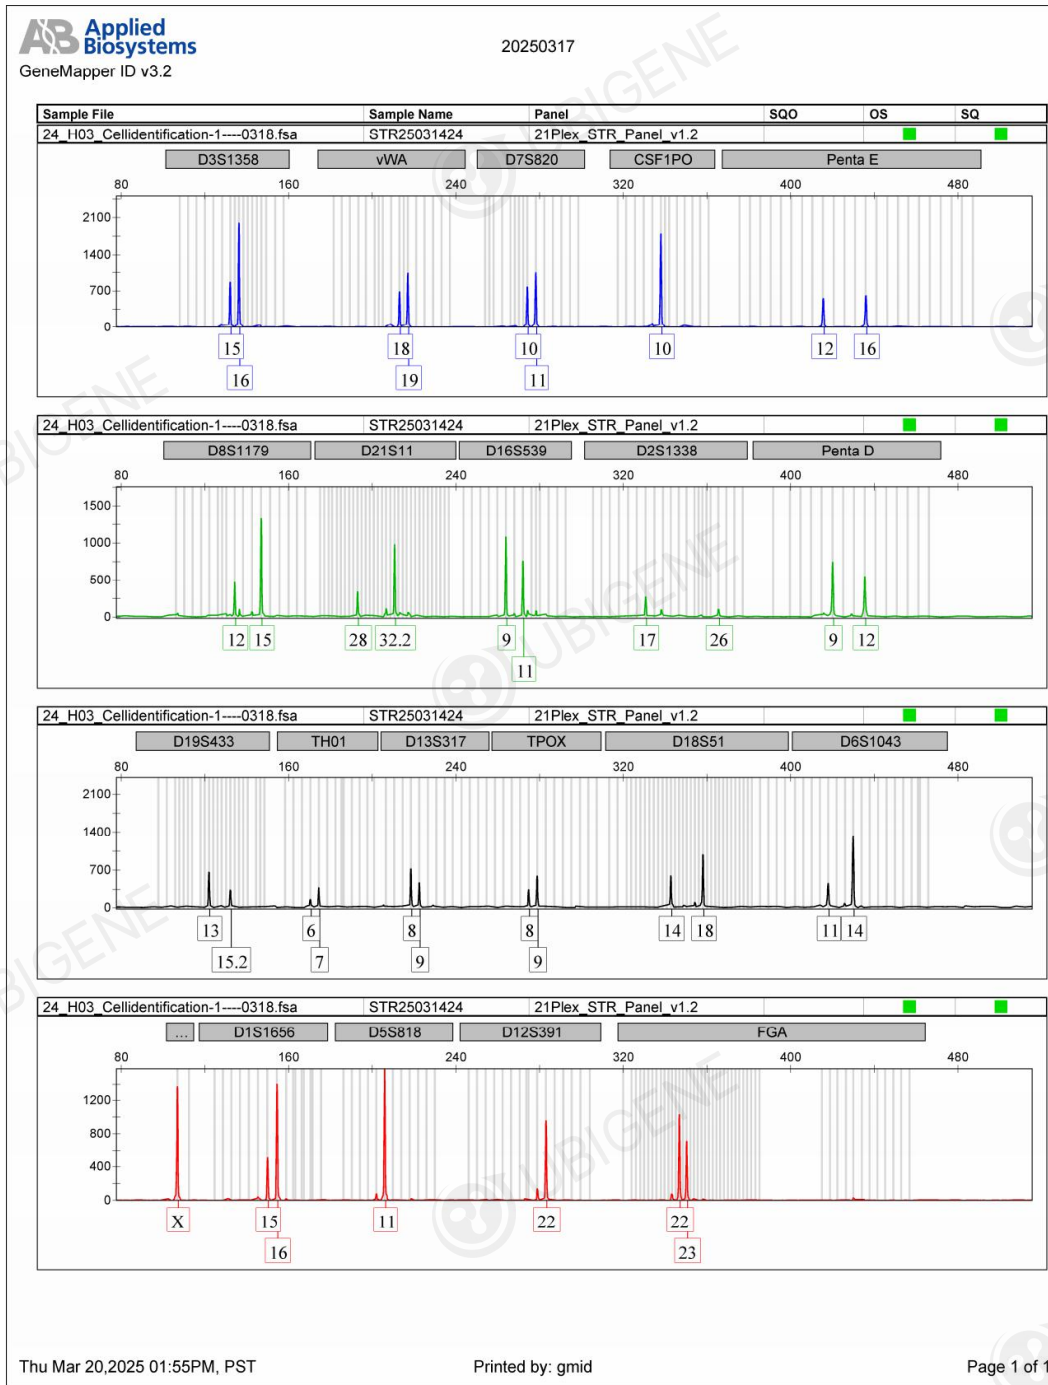 AB Applied
Biosystems
20250317
GeneMapper ID v3.2
Sample File Sample Name Panel SQO OS SQ
24_H03_Cellidentification-1----0318.fsa STR25031424 21Plex_STR_Panel_v1.2
D3S1358 vWA D7S820 CSF1PO Penta E
80 160 240 320 400 480
2100
1400
700
0
15 18 10 10 12 16
16 19 11
24_H03_Cellidentification-1----0318.fsa STR25031424 21Plex_STR_Panel_v1.2
D8S1179 D21S11 D16S539 D2S1338 Penta D
80 160 240 320 400 480
1500
1000
500
0
12 15 28 32.2 9 17 26 9 12
11
24_H03_Cellidentification-1----0318.fsa STR25031424 21Plex_STR_Panel_v1.2
D19S433 TH01 D13S317 TPOX D18S51 D6S1043
80 160 240 320 400 480
2100
1400
700
0
13 6 8 8 14 18 11 14
15.2 7 9 9
24_H03_Cellidentification-1----0318.fsa STR25031424 21Plex_STR_Panel_v1.2
... D1S1656 D5S818 D12S391 FGA
80 160 240 320 400 480
1200
800
400
0
X 15 11 22 22
16 23
Thu Mar 20,2025 01:55PM, PST Printed by: gmid Page 1 of 1
UBIGENE
UBIGENE
UBIGENE
UBIGENE
UBIGENE